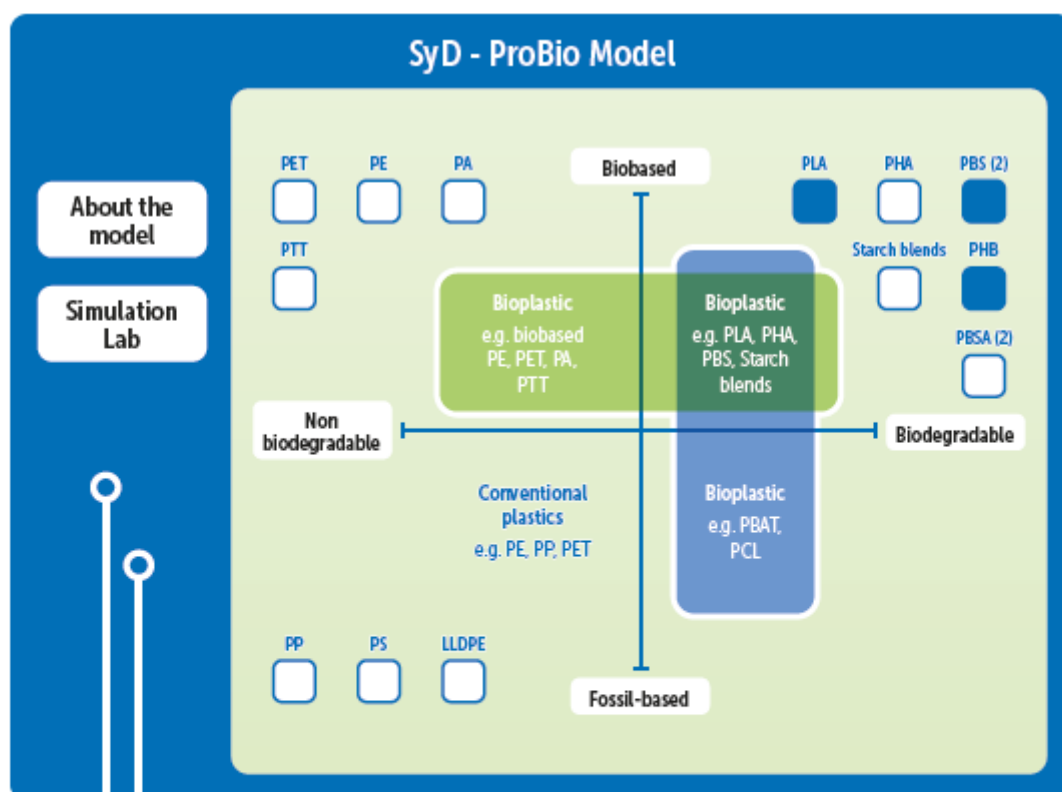 SyD - ProBio Model
About the
model
Simulation
Lab
PET
PE
PA
Biobased
PLA
PHA
PBS (2)
PTT
Starch blends
PHB
PBSA (2)
Bioplastic
e.g. biobased
PE, PET, PA,
PTT
Bioplastic
e.g. PLA, PHA,
PBS, Starch
blends
Non
biodegradable
Biodegradable
Conventional
plastics
e.g. PE, PP, PET
Bioplastic
e.g. PBAT,
PCL
PP
PS
LLDPE
Fossil-based